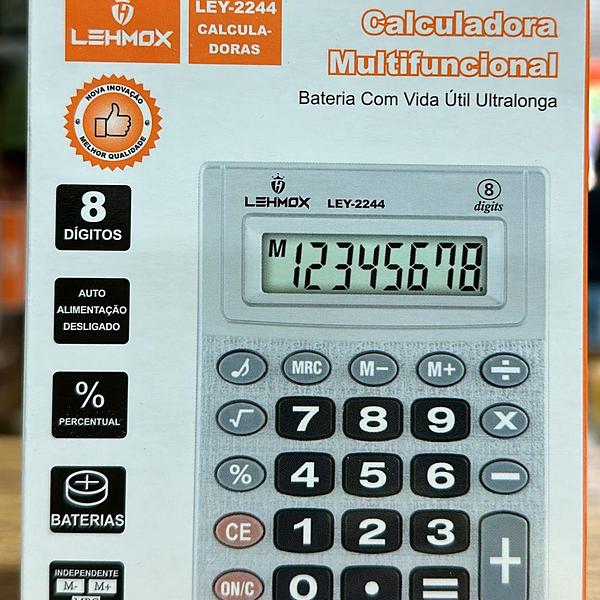 LEHMOX
LEY-2244
CALCULA-
DORAS
Calculadora
Multifuncional
Bateria Com Vida Útil Ultralonga
NOVA INOVAÇÃO
MELHOR QUALIDADE
8
DÍGITOS
AUTO
ALIMENTAÇÃO
DESLIGADO
%
PERCENTUAL
BATERIAS
INDEPENDENTE
M- M+
MRC
LEHMOX LEY-2244
8
digits
M 12345678.
MRC M− M+ ÷
√ 7 8 9 X
% 4 5 6 −
CE 1 2 3 +
ON/C 0 • =